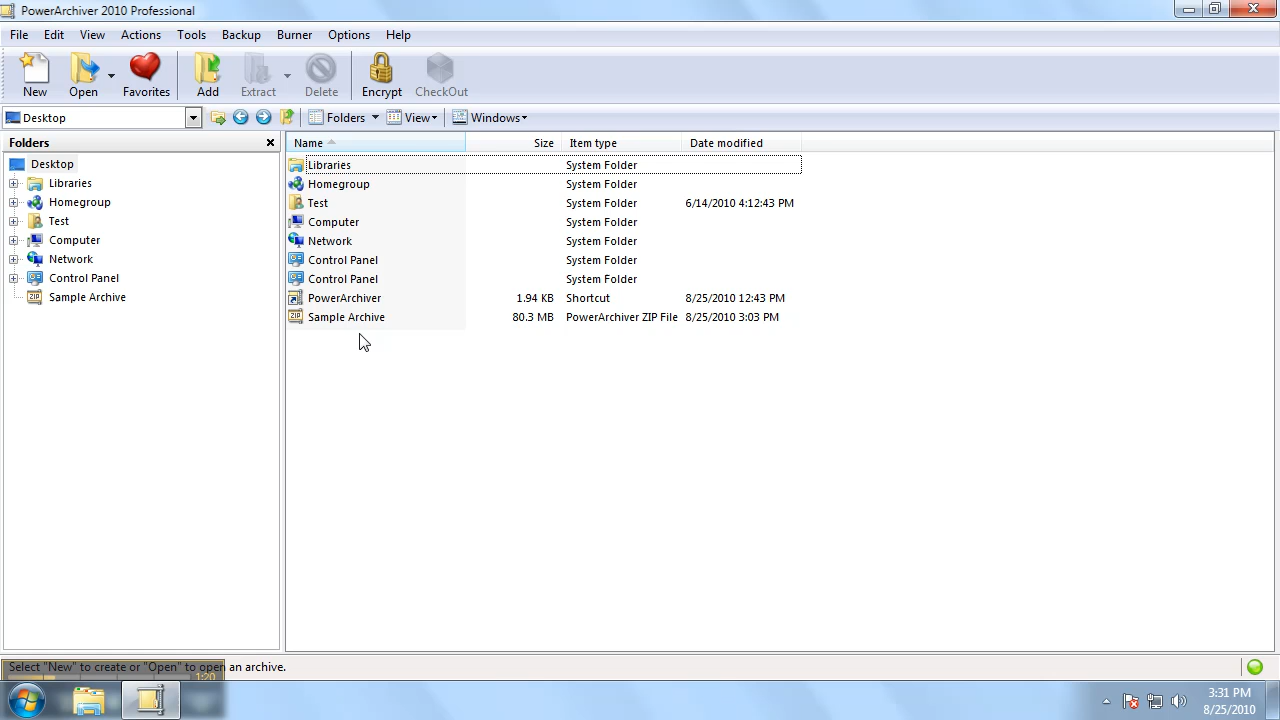 PowerArchiver 2010 Professional
File Edit View Actions Tools Backup Burner Options Help
New Open Favorites Add Extract Delete Encrypt CheckOut
Desktop Folders View Windows
Folders
Name Size Item type Date modified
Desktop
Libraries
Homegroup
Test
Computer
Network
Control Panel
Sample Archive
Libraries System Folder
Homegroup System Folder
Test System Folder 6/14/2010 4:12:43 PM
Computer System Folder
Network System Folder
Control Panel System Folder
Control Panel System Folder
PowerArchiver 1.94 KB Shortcut 8/25/2010 12:43 PM
Sample Archive 80.3 MB PowerArchiver ZIP File 8/25/2010 3:03 PM
Select "New" to create or "Open" to open an archive.
1:20
3:31 PM
8/25/2010